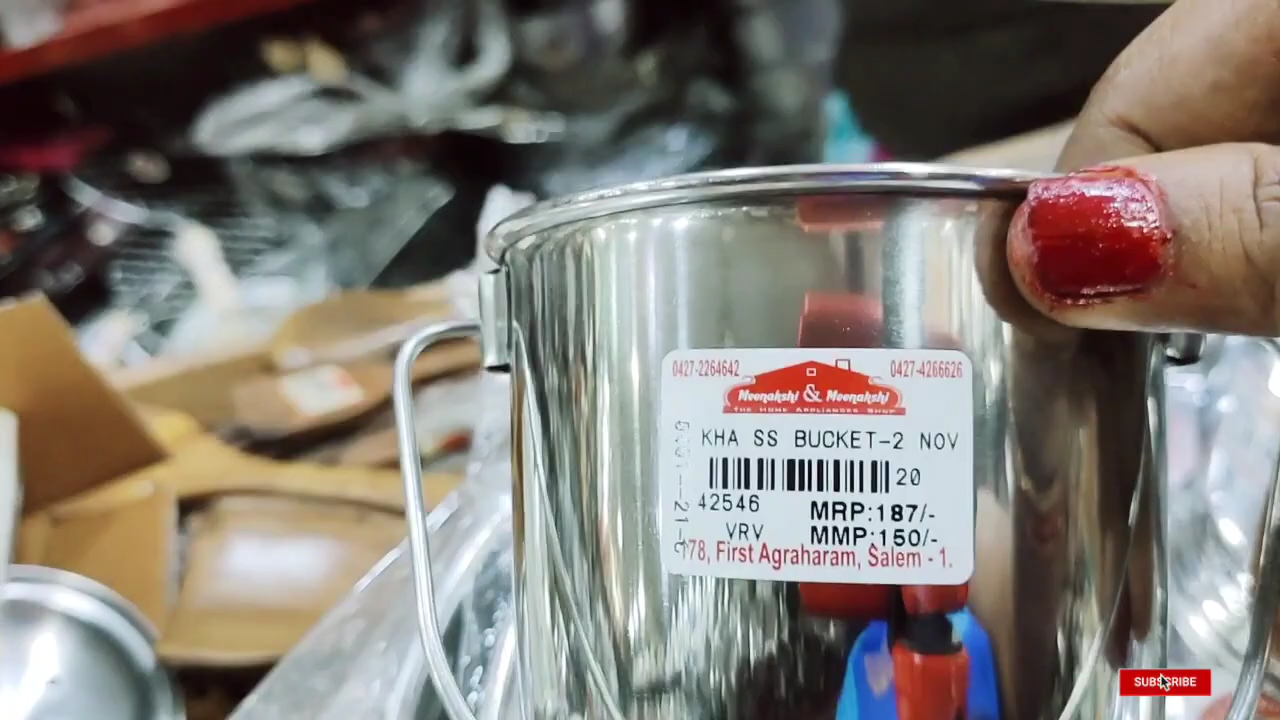 0427-2264642 0427-4266626
Meenakshi & Meenakshi
THE HOME APPLIANCES SHOP
KHA SS BUCKET-2 NOV
20
42546 MRP:187/-
VRV MMP:150/-
78, First Agraharam, Salem - 1.
SUBSCRIBE